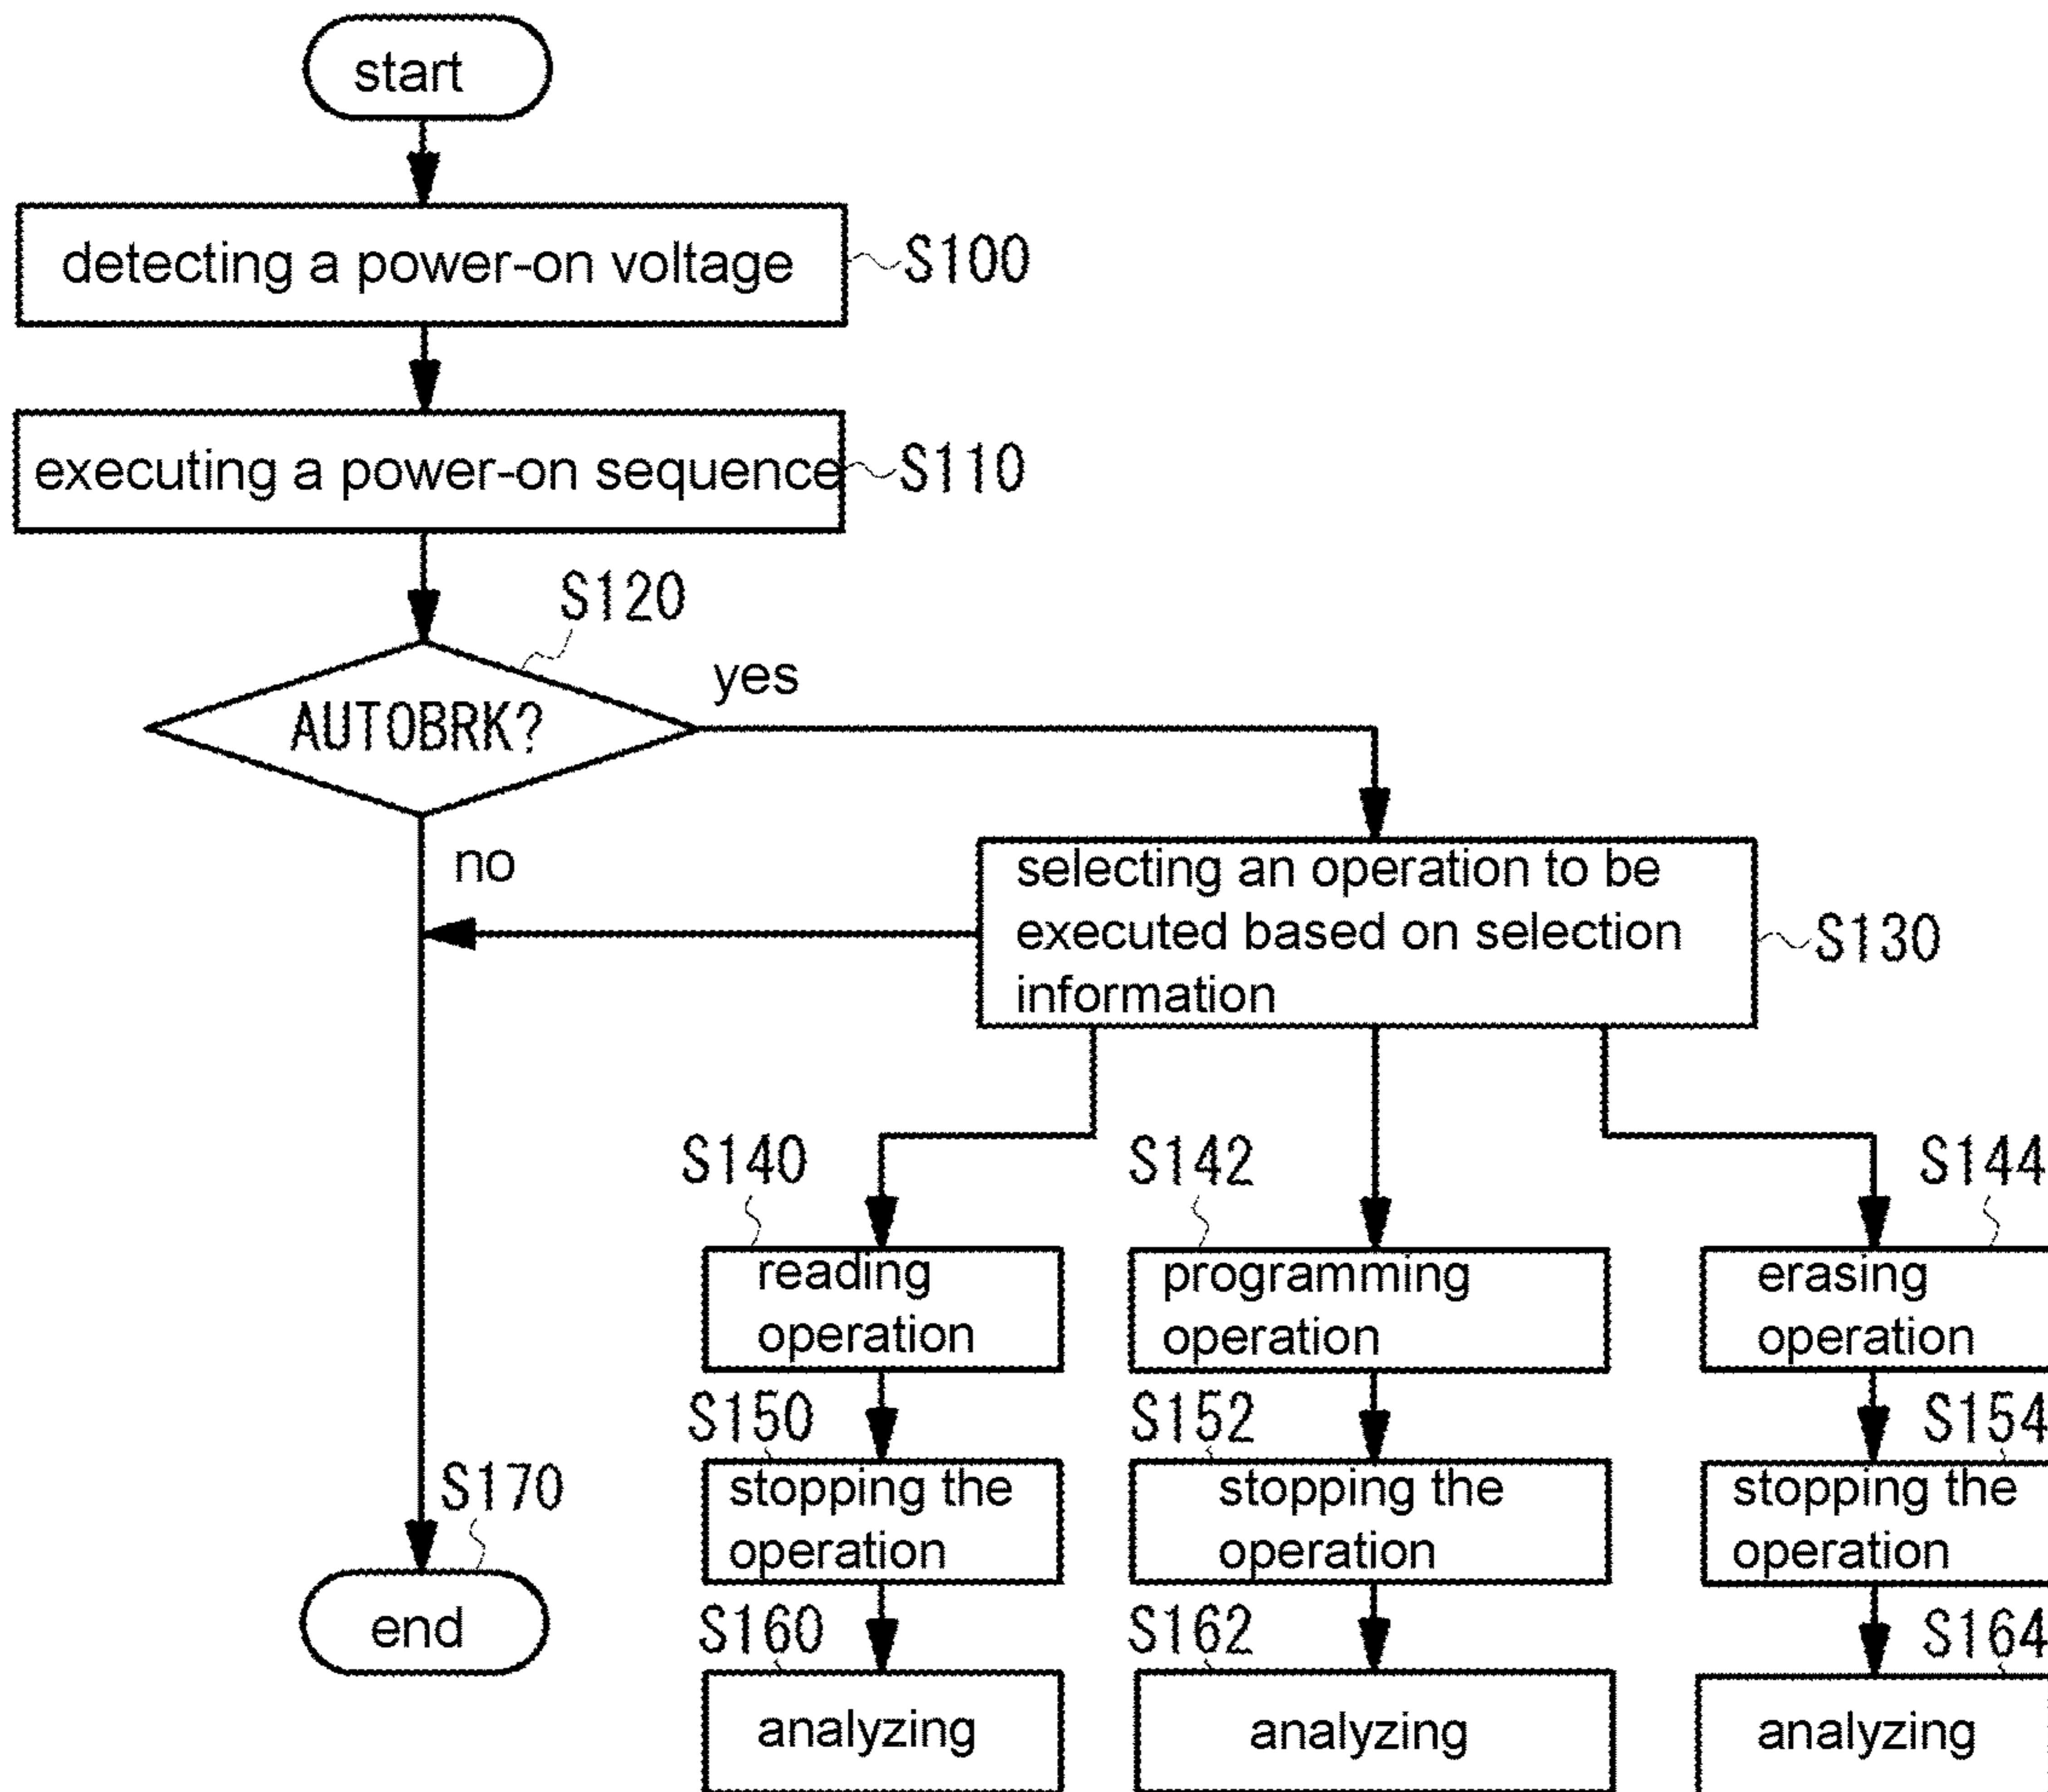 start
detecting a power-on voltage
S100
executing a power-on sequence
S110
S120
AUTOBRK?
yes
no
selecting an operation to be
executed based on selection
information
S130
S140
S142
S144
reading
operation
programming
operation
erasing
operation
S150
S152
S154
stopping the
operation
stopping the
operation
stopping the
operation
S170
end
S160
S162
S164
analyzing
analyzing
analyzing